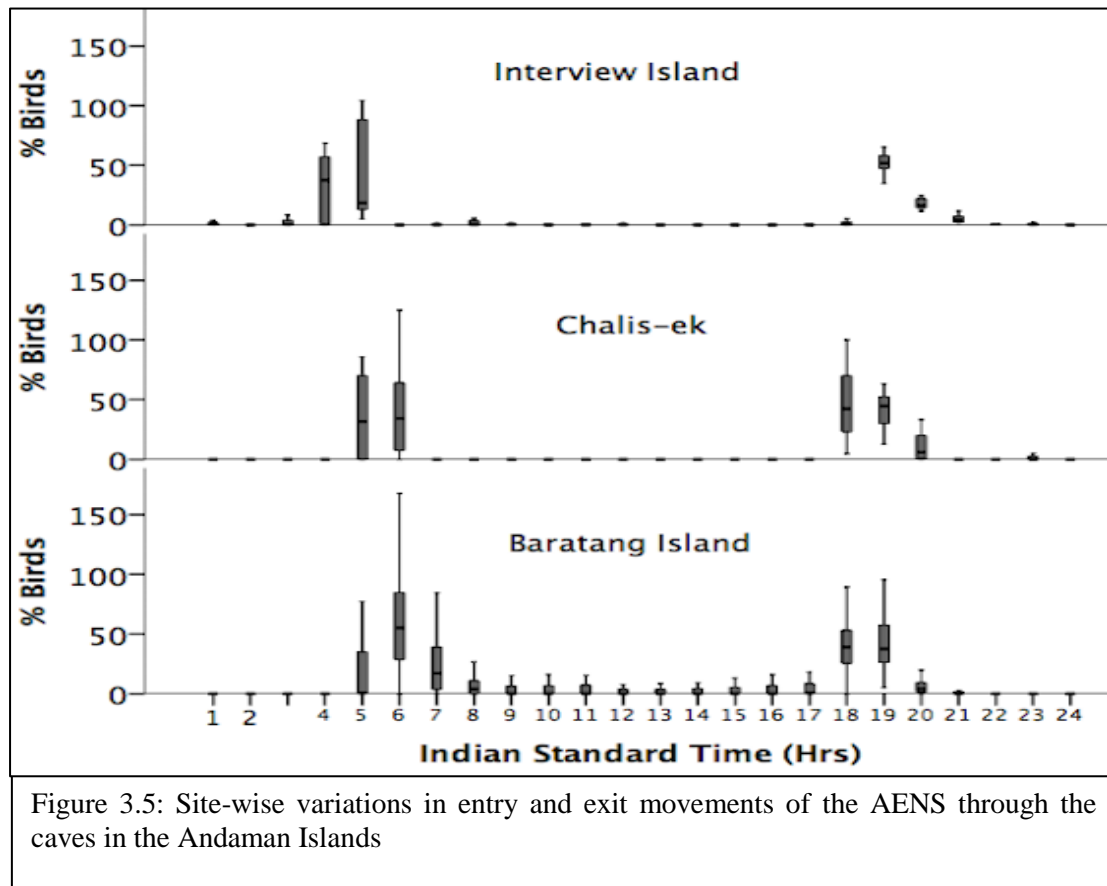 150
Interview Island
100
% Birds
50
0
150
Chalis-ek
100
% Birds
50
0
150
Baratang Island
100
% Birds
50
0
1 2 4 5 6 7 8 9 10 11 12 13 14 15 16 17 18 19 20 21 22 23 24
Indian Standard Time (Hrs)
Figure 3.5: Site-wise variations in entry and exit movements of the AENS through the
caves in the Andaman Islands